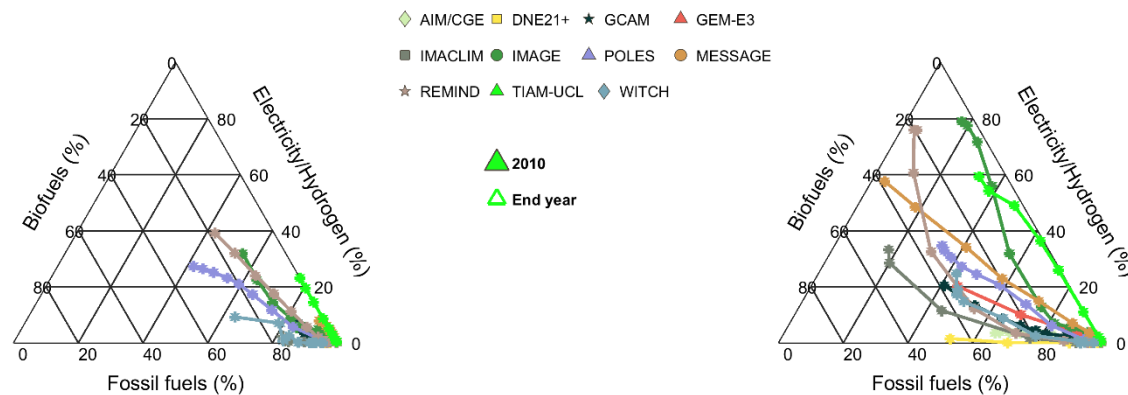 AIM/CGE DNE21+ GCAM GEM-E3
IMACLIM IMAGE POLES MESSAGE
REMIND TIAM-UCL WITCH
2010
End year
0
20
80
40
60
60
40
80
20
0
0 20 40 60 80
Biofuels (%)
Electricity/Hydrogen (%)
Fossil fuels (%)
0
20
80
40
60
60
40
80
20
0
0 20 40 60 80
Biofuels (%)
Electricity/Hydrogen (%)
Fossil fuels (%)